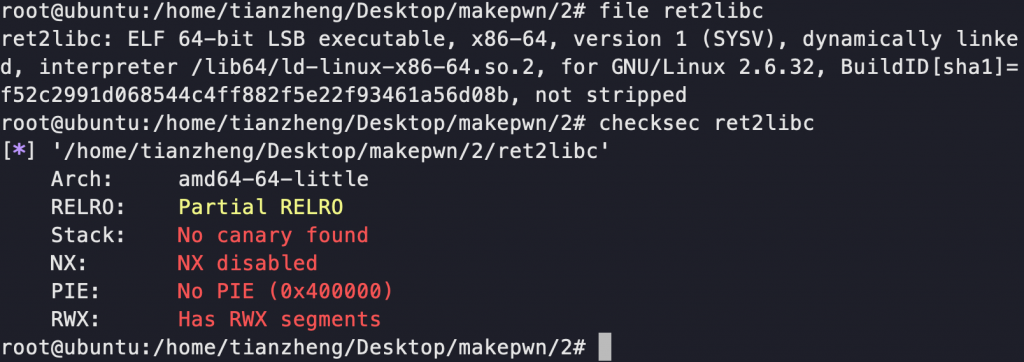 root@ubuntu:/home/tianzheng/Desktop/makepwn/2# file ret2libc
ret2libc: ELF 64-bit LSB executable, x86-64, version 1 (SYSV), dynamically linke
d, interpreter /lib64/ld-linux-x86-64.so.2, for GNU/Linux 2.6.32, BuildID[sha1]=
f52c2991d068544c4ff882f5e22f93461a56d08b, not stripped
root@ubuntu:/home/tianzheng/Desktop/makepwn/2# checksec ret2libc
[*] '/home/tianzheng/Desktop/makepwn/2/ret2libc'
    Arch:     amd64-64-little
    RELRO:    Partial RELRO
    Stack:    No canary found
    NX:       NX disabled
    PIE:      No PIE (0x400000)
    RWX:      Has RWX segments
root@ubuntu:/home/tianzheng/Desktop/makepwn/2#